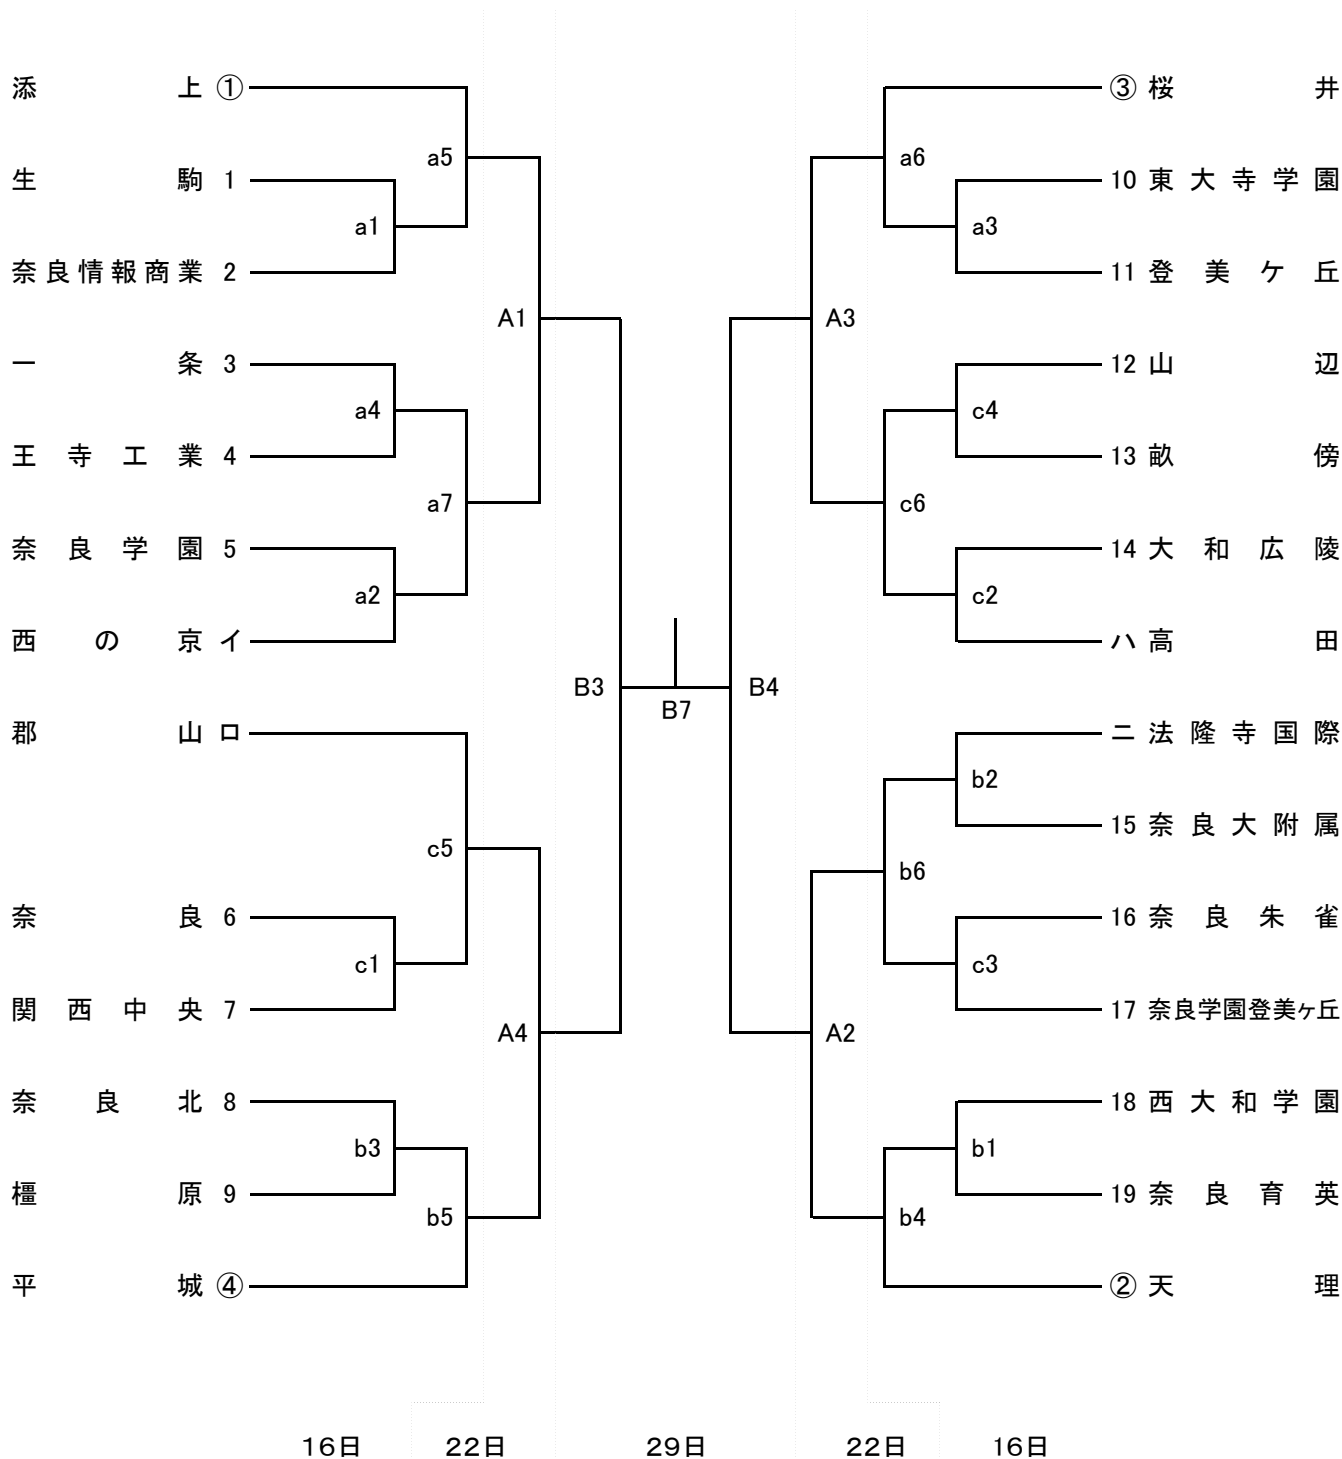 添上 ①
③ 桜井
a5
a6
生駒 1
10 東大寺学園
a1
a3
奈良情報商業 2
11 登美ケ丘
A1
A3
一条 3
12 山辺
a4
c4
王寺工業 4
13 畝傍
a7
c6
奈良学園 5
14 大和広陵
a2
c2
西の京 イ
ハ 高田
B3
B4
B7
郡山 ロ
ニ 法隆寺国際
b2
15 奈良大附属
c5
b6
奈良 6
16 奈良朱雀
c1
c3
関西中央 7
17 奈良学園登美ヶ丘
A4
A2
奈良北 8
18 西大和学園
b3
b1
橿原 9
19 奈良育英
b5
b4
平城 ④
② 天理
16日 22日 29日 22日 16日